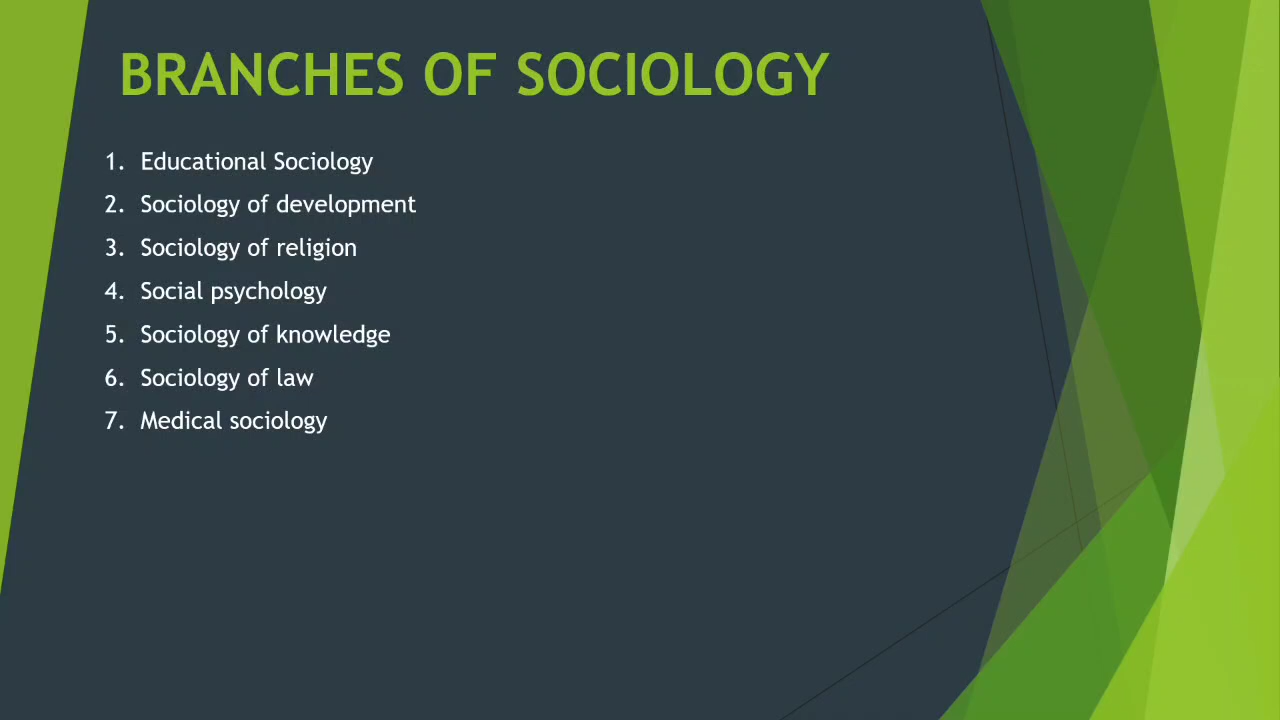 BRANCHES OF SOCIOLOGY
1. Educational Sociology
2. Sociology of development
3. Sociology of religion
4. Social psychology
5. Sociology of knowledge
6. Sociology of law
7. Medical sociology